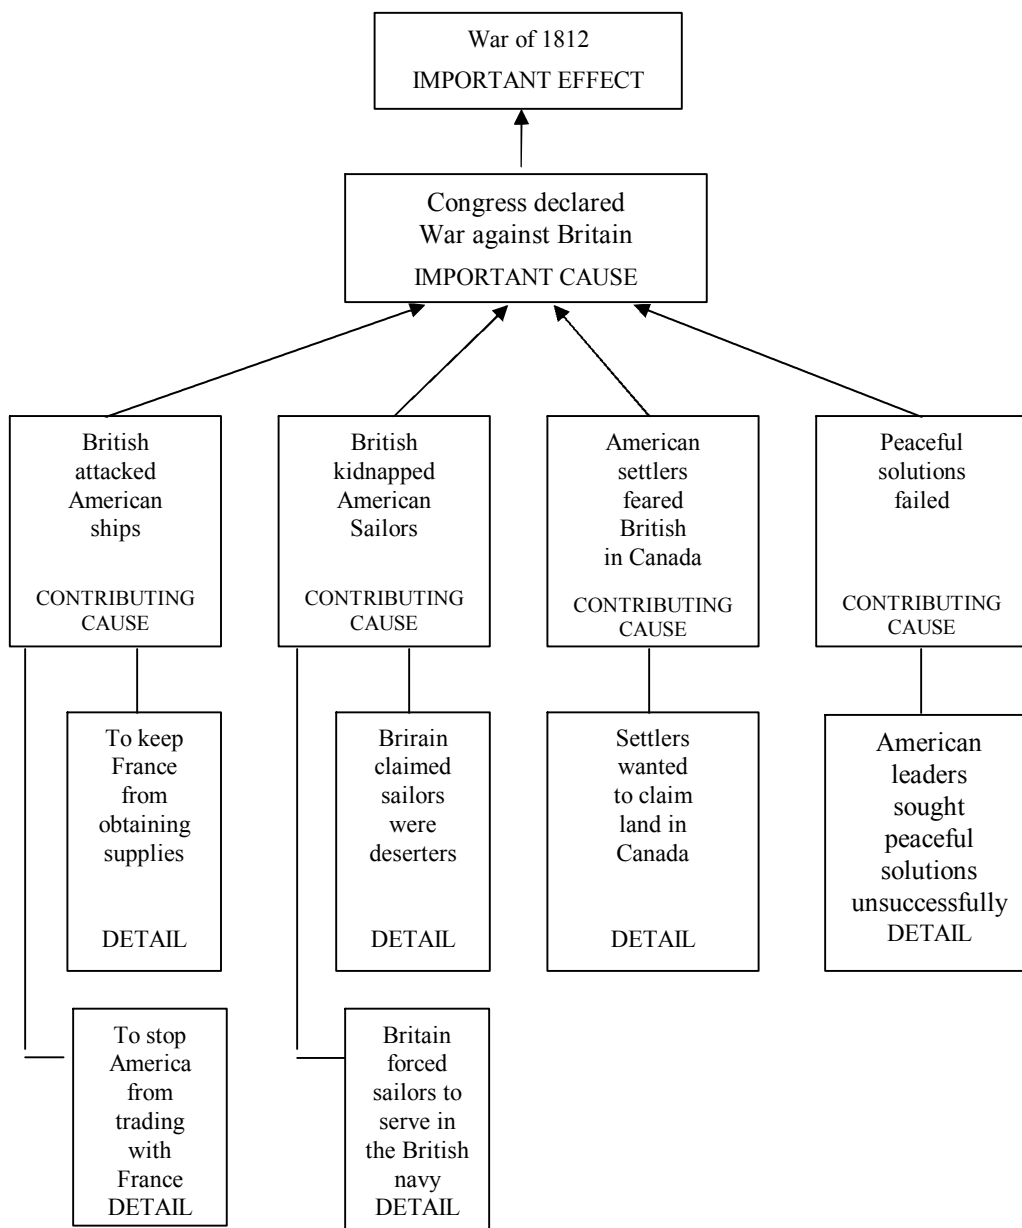 War of 1812
IMPORTANT EFFECT
Congress declared
War against Britain
IMPORTANT CAUSE
British
attacked
American
ships
CONTRIBUTING
CAUSE
British
kidnapped
American
Sailors
CONTRIBUTING
CAUSE
American
settlers
feared
British
in Canada
CONTRIBUTING
CAUSE
Peaceful
solutions
failed
CONTRIBUTING
CAUSE
To keep
France
from
obtaining
supplies
DETAIL
Brirain
claimed
sailors
were
deserters
DETAIL
Settlers
wanted
to claim
land in
Canada
DETAIL
American
leaders
sought
peaceful
solutions
unsuccessfully
DETAIL
To stop
America
from
trading
with
France
DETAIL
Britain
forced
sailors to
serve in
the British
navy
DETAIL